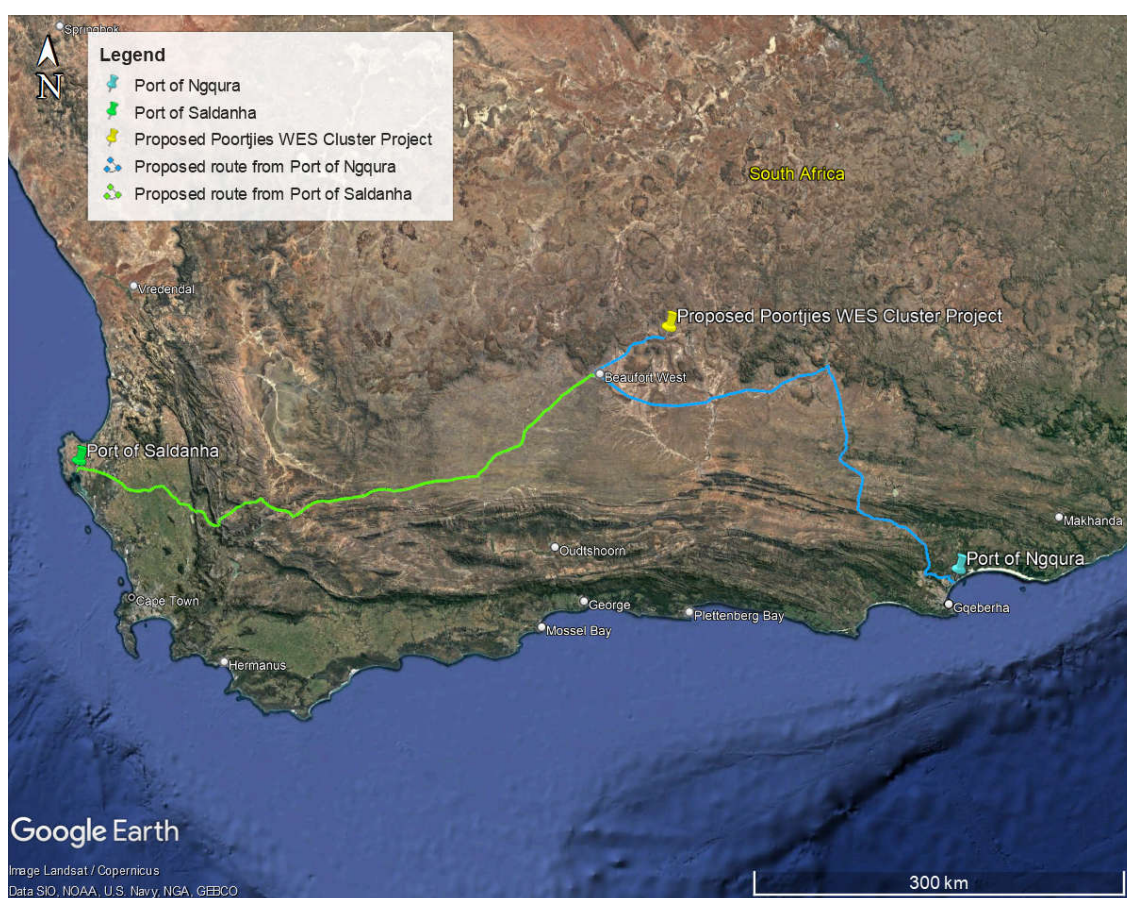 Springbok
N
Legend
Port of Ngqura
Port of Saldanha
Proposed Poortjies WES Cluster Project
Proposed route from Port of Ngqura
Proposed route from Port of Saldanha
South Africa
Vredendal
Proposed Poortjies WES Cluster Project
Beaufort West
Port of Saldanha
Makhanda
Oudtshoorn
Port of Ngqura
Cape Town
George
Gqeberha
Plettenberg Bay
Mossel Bay
Hermanus
Google Earth
Image Landsat / Copernicus
Data SIO, NOAA, U.S. Navy, NGA, GEBCO
300 km